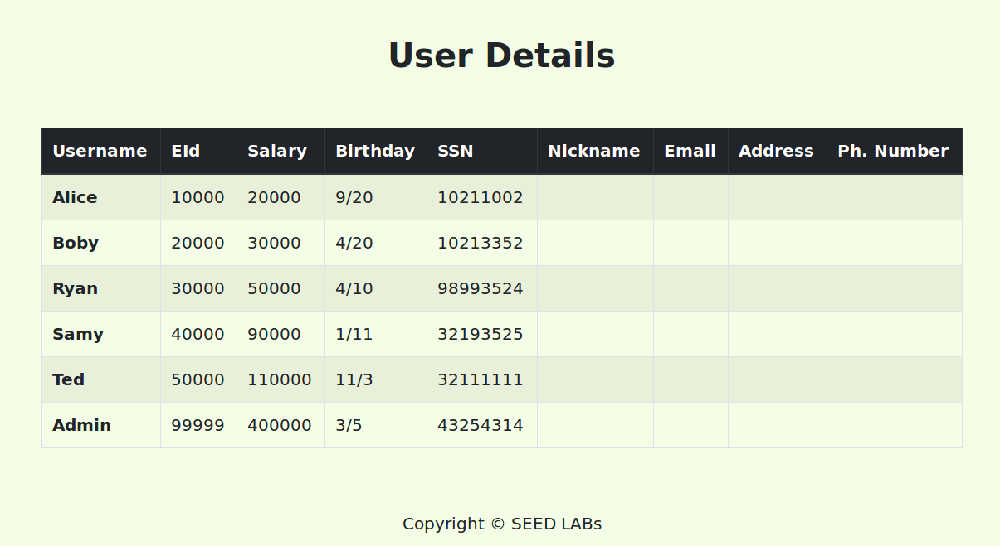 User Details
Username EId Salary Birthday SSN Nickname Email Address Ph. Number
Alice 10000 20000 9/20 10211002
Boby 20000 30000 4/20 10213352
Ryan 30000 50000 4/10 98993524
Samy 40000 90000 1/11 32193525
Ted 50000 110000 11/3 32111111
Admin 99999 400000 3/5 43254314
Copyright © SEED LABs